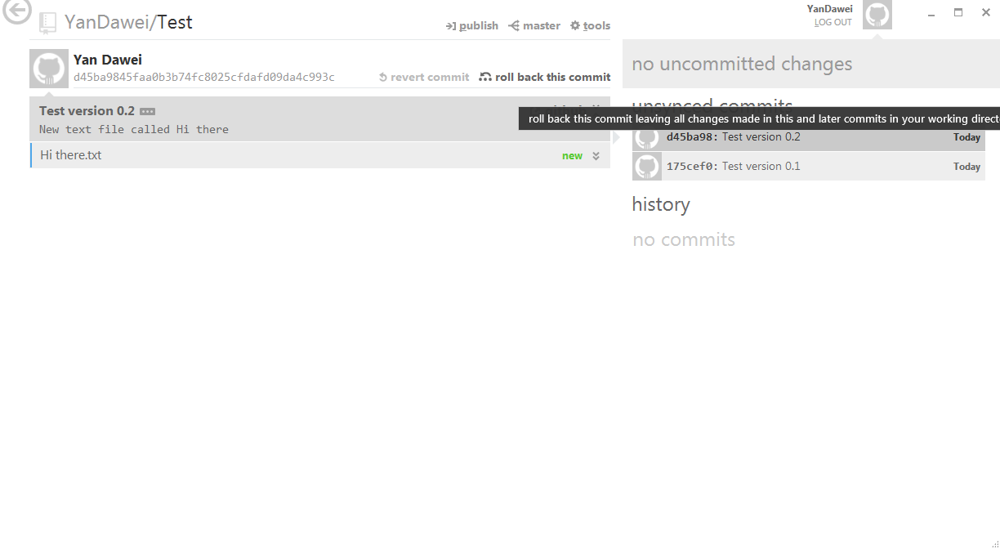 YanDawei/Test
publish
master
tools
YanDawei
LOG OUT
Yan Dawei
d45ba9845faa0b3b74fc8025cfdafd09da4c993c
revert commit
roll back this commit
Test version 0.2
New text file called Hi there
Hi there.txt
new
no uncommitted changes
unsynced commits
roll back this commit leaving all changes made in this and later commits in your working direct
d45ba98: Test version 0.2
Today
175cef0: Test version 0.1
Today
history
no commits